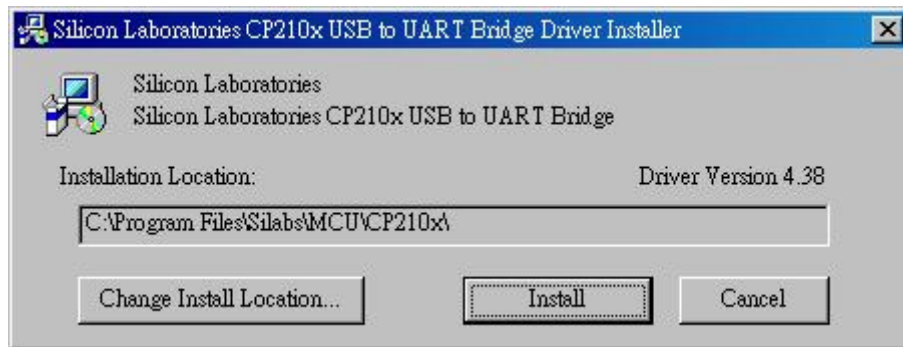 Silicon Laboratories CP210x USB to UART Bridge Driver Installer
Silicon Laboratories
Silicon Laboratories CP210x USB to UART Bridge
Installation Location:
Driver Version 4.38
C:\Program Files\Silabs\MCU\CP210x\
Change Install Location...
Install
Cancel